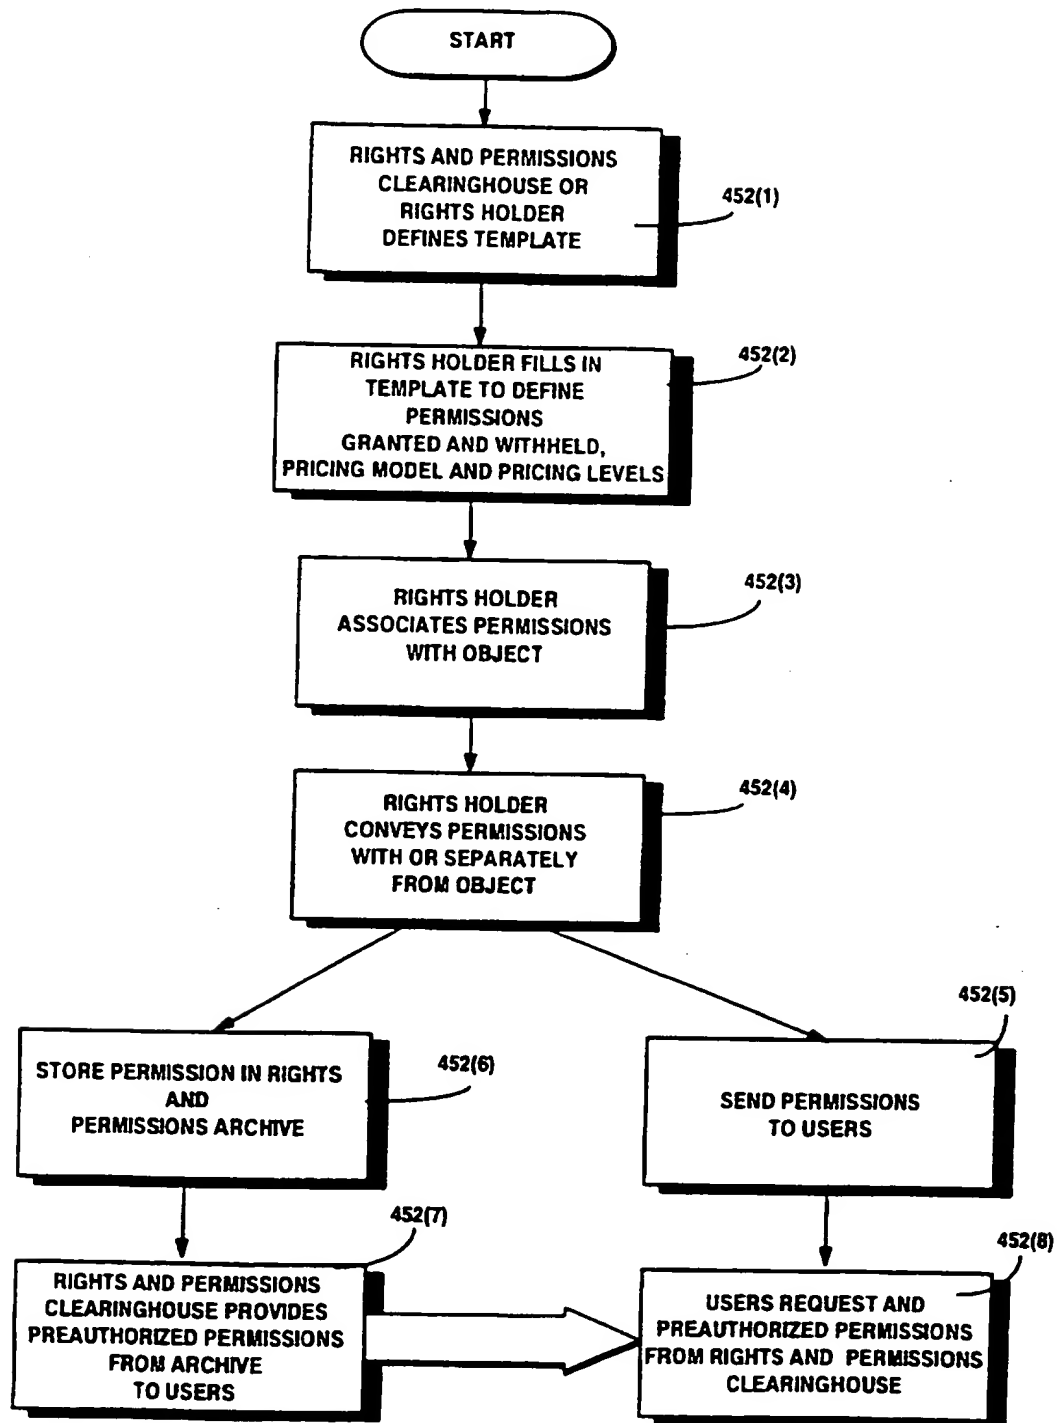 START
RIGHTS AND PERMISSIONS
CLEARINGHOUSE OR
RIGHTS HOLDER
DEFINES TEMPLATE
452(1)
RIGHTS HOLDER FILLS IN
TEMPLATE TO DEFINE
PERMISSIONS
GRANTED AND WITHHELD,
PRICING MODEL AND PRICING LEVELS
452(2)
RIGHTS HOLDER
ASSOCIATES PERMISSIONS
WITH OBJECT
452(3)
RIGHTS HOLDER
CONVEYS PERMISSIONS
WITH OR SEPARATELY
FROM OBJECT
452(4)
STORE PERMISSION IN RIGHTS
AND
PERMISSIONS ARCHIVE
452(6)
SEND PERMISSIONS
TO USERS
452(5)
RIGHTS AND PERMISSIONS
CLEARINGHOUSE PROVIDES
PREAUTHORIZED PERMISSIONS
FROM ARCHIVE
TO USERS
452(7)
USERS REQUEST AND
PREAUTHORIZED PERMISSIONS
FROM RIGHTS AND PERMISSIONS
CLEARINGHOUSE
452(8)